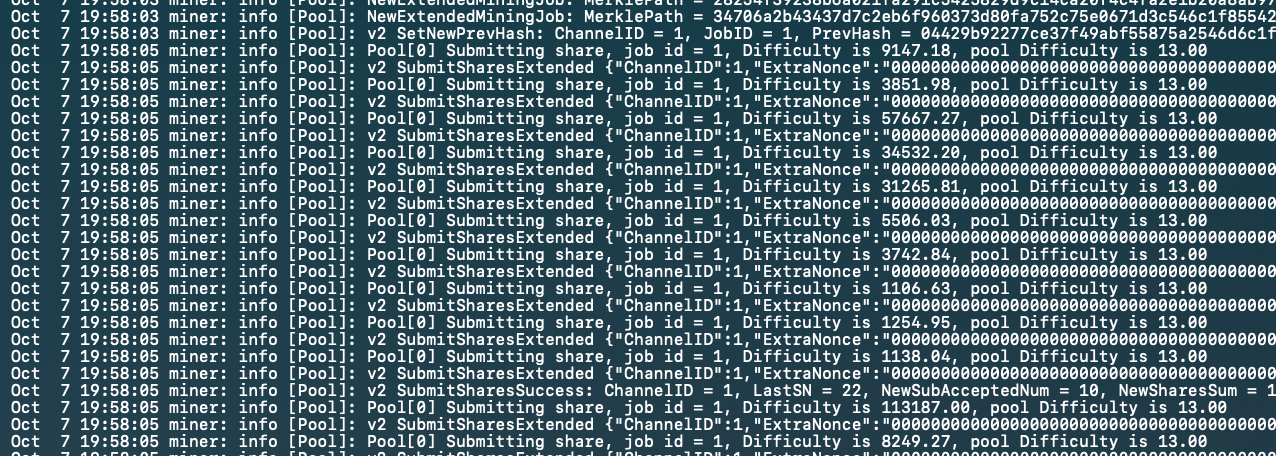 Oct  7 19:58:03 miner: info [Pool]: NewExtendedMiningJob: MerklePath =
Oct  7 19:58:03 miner: info [Pool]: NewExtendedMiningJob: MerklePath = 34706a2b43437d7c2eb6f960373d80fa752c75e0671d3c546c1f85542
Oct  7 19:58:03 miner: info [Pool]: v2 SetNewPrevHash: ChannelID = 1, JobID = 1, PrevHash = 04429b92277ce37f49abf55875a2546d6c1f
Oct  7 19:58:05 miner: info [Pool]: Pool[0] Submitting share, job id = 1, Difficulty is 9147.18, pool Difficulty is 13.00
Oct  7 19:58:05 miner: info [Pool]: v2 SubmitSharesExtended {"ChannelID":1,"ExtraNonce":"000000000000000000000000000000000000000
Oct  7 19:58:05 miner: info [Pool]: Pool[0] Submitting share, job id = 1, Difficulty is 3851.98, pool Difficulty is 13.00
Oct  7 19:58:05 miner: info [Pool]: v2 SubmitSharesExtended {"ChannelID":1,"ExtraNonce":"000000000000000000000000000000000000000
Oct  7 19:58:05 miner: info [Pool]: Pool[0] Submitting share, job id = 1, Difficulty is 57667.27, pool Difficulty is 13.00
Oct  7 19:58:05 miner: info [Pool]: v2 SubmitSharesExtended {"ChannelID":1,"ExtraNonce":"000000000000000000000000000000000000000
Oct  7 19:58:05 miner: info [Pool]: Pool[0] Submitting share, job id = 1, Difficulty is 34532.20, pool Difficulty is 13.00
Oct  7 19:58:05 miner: info [Pool]: v2 SubmitSharesExtended {"ChannelID":1,"ExtraNonce":"000000000000000000000000000000000000000
Oct  7 19:58:05 miner: info [Pool]: Pool[0] Submitting share, job id = 1, Difficulty is 31265.81, pool Difficulty is 13.00
Oct  7 19:58:05 miner: info [Pool]: v2 SubmitSharesExtended {"ChannelID":1,"ExtraNonce":"000000000000000000000000000000000000000
Oct  7 19:58:05 miner: info [Pool]: Pool[0] Submitting share, job id = 1, Difficulty is 5506.03, pool Difficulty is 13.00
Oct  7 19:58:05 miner: info [Pool]: v2 SubmitSharesExtended {"ChannelID":1,"ExtraNonce":"000000000000000000000000000000000000000
Oct  7 19:58:05 miner: info [Pool]: Pool[0] Submitting share, job id = 1, Difficulty is 3742.84, pool Difficulty is 13.00
Oct  7 19:58:05 miner: info [Pool]: v2 SubmitSharesExtended {"ChannelID":1,"ExtraNonce":"000000000000000000000000000000000000000
Oct  7 19:58:05 miner: info [Pool]: Pool[0] Submitting share, job id = 1, Difficulty is 1106.63, pool Difficulty is 13.00
Oct  7 19:58:05 miner: info [Pool]: v2 SubmitSharesExtended {"ChannelID":1,"ExtraNonce":"000000000000000000000000000000000000000
Oct  7 19:58:05 miner: info [Pool]: Pool[0] Submitting share, job id = 1, Difficulty is 1254.95, pool Difficulty is 13.00
Oct  7 19:58:05 miner: info [Pool]: v2 SubmitSharesExtended {"ChannelID":1,"ExtraNonce":"000000000000000000000000000000000000000
Oct  7 19:58:05 miner: info [Pool]: Pool[0] Submitting share, job id = 1, Difficulty is 1138.04, pool Difficulty is 13.00
Oct  7 19:58:05 miner: info [Pool]: v2 SubmitSharesExtended {"ChannelID":1,"ExtraNonce":"000000000000000000000000000000000000000
Oct  7 19:58:05 miner: info [Pool]: v2 SubmitSharesSuccess: ChannelID = 1, LastSN = 22, NewSubAcceptedNum = 10, NewSharesSum = 1
Oct  7 19:58:05 miner: info [Pool]: Pool[0] Submitting share, job id = 1, Difficulty is 113187.00, pool Difficulty is 13.00
Oct  7 19:58:05 miner: info [Pool]: v2 SubmitSharesExtended {"ChannelID":1,"ExtraNonce":"000000000000000000000000000000000000000
Oct  7 19:58:05 miner: info [Pool]: Pool[0] Submitting share, job id = 1, Difficulty is 8249.27, pool Difficulty is 13.00
Oct  7 19:58:05 miner: info [Pool]: v2 SubmitSharesExtended {"ChannelID":1,"ExtraNonce":